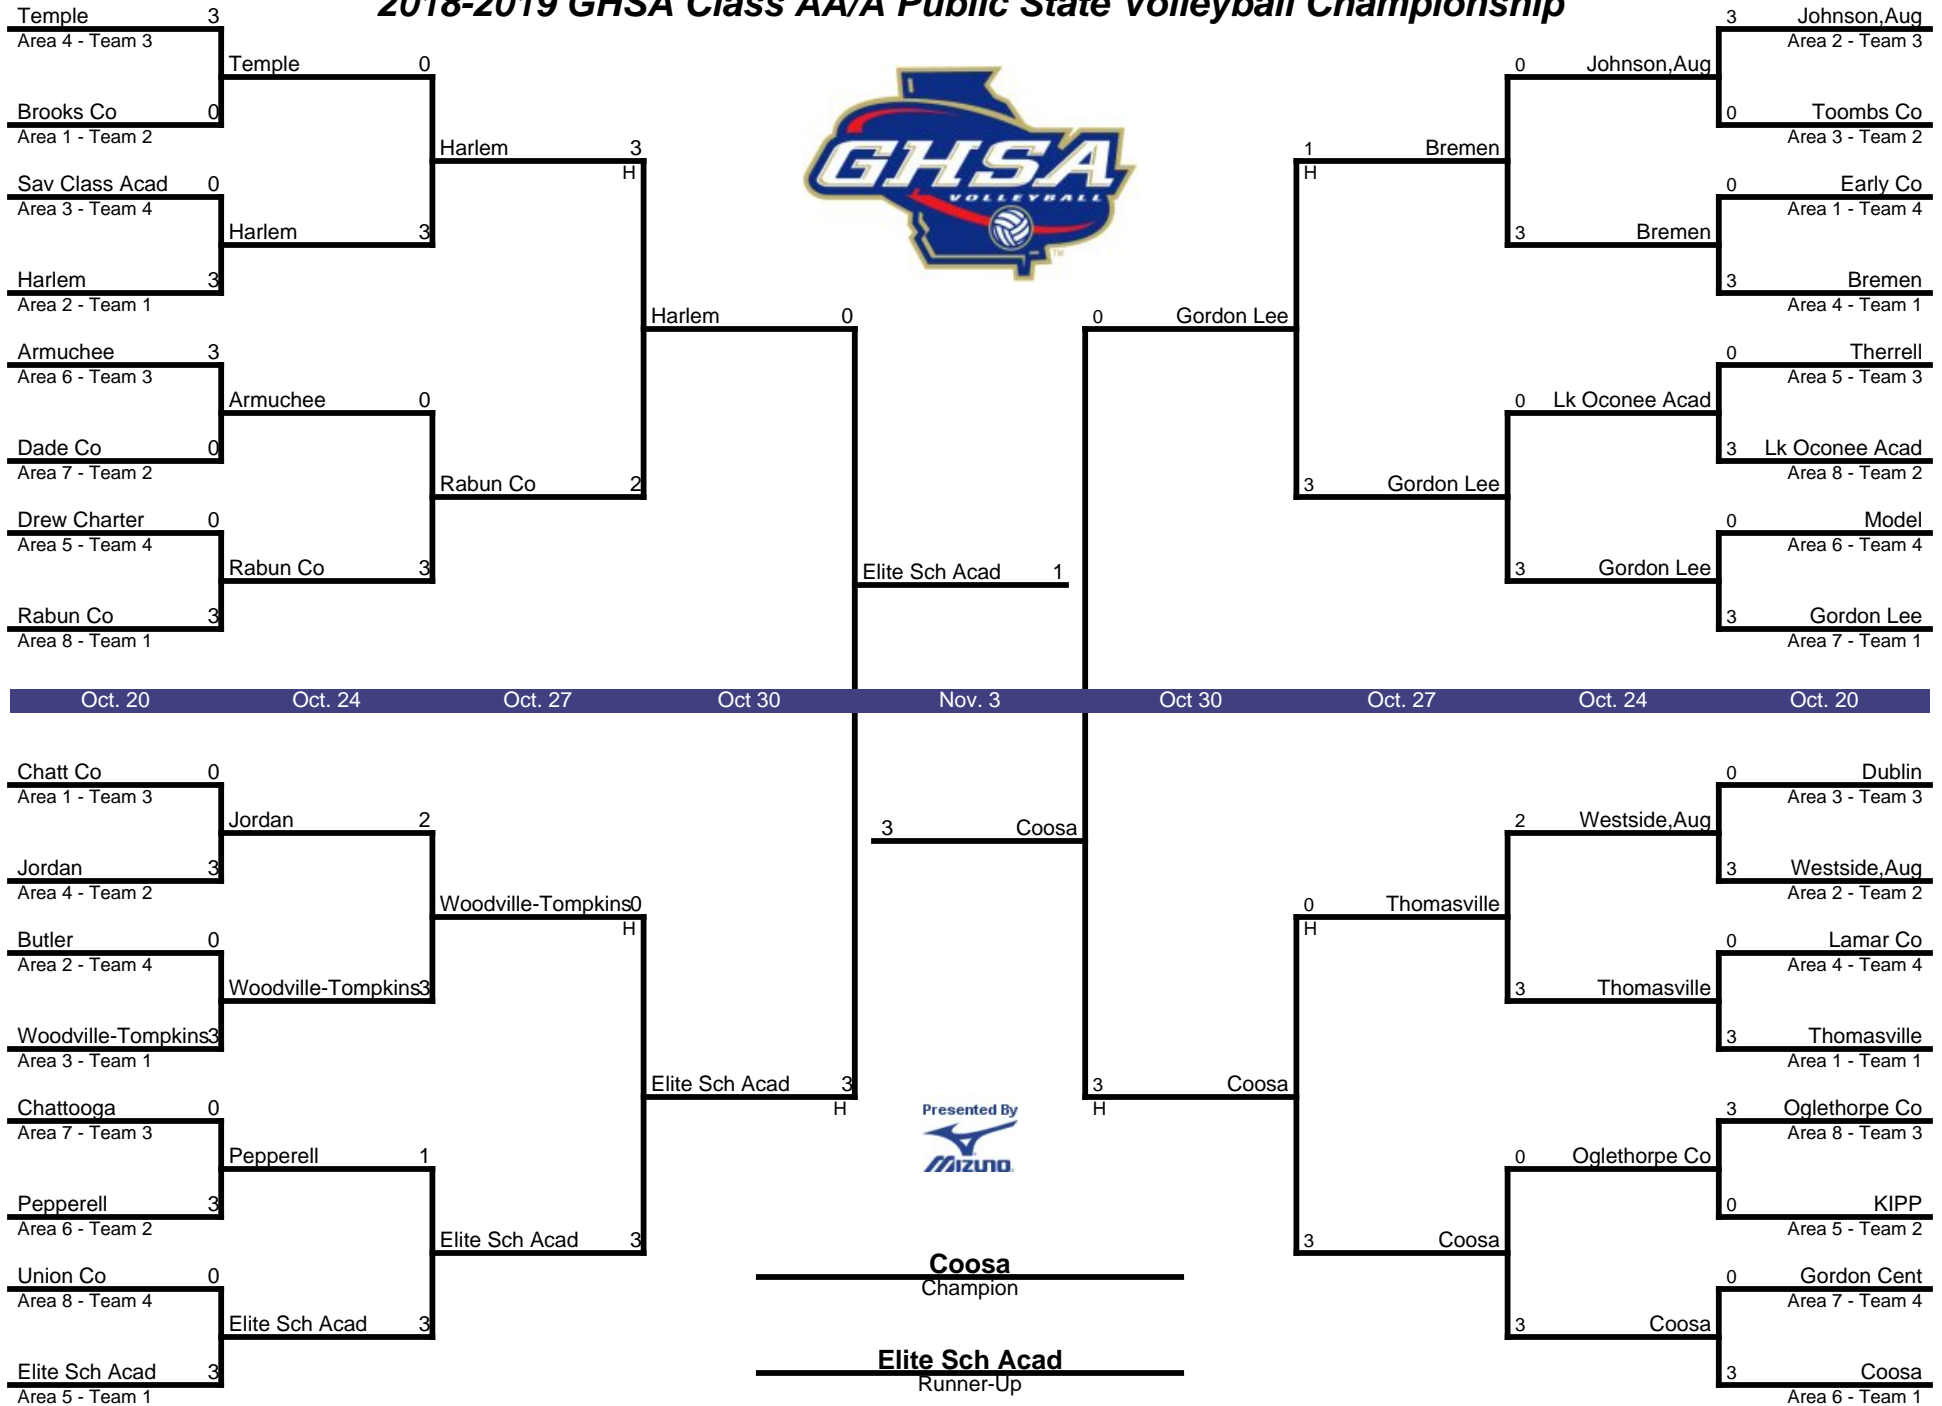 2018-2019 GHSA Class AA/A Public State Volleyball Championship
Temple 3
Area 4 - Team 3
Temple 0
Brooks Co 0
Area 1 - Team 2
Harlem 3
H
Sav Class Acad 0
Area 3 - Team 4
Harlem 3
Harlem 3
Area 2 - Team 1
Harlem 0
Armuchee 3
Area 6 - Team 3
Armuchee 0
Dade Co 0
Area 7 - Team 2
Rabun Co 2
Drew Charter 0
Area 5 - Team 4
Rabun Co 3
Rabun Co 3
Area 8 - Team 1
GHSA
VOLLEYBALL
TM
Elite Sch Acad 1
3 Johnson,Aug
Area 2 - Team 3
0 Johnson,Aug
0 Toombs Co
Area 3 - Team 2
1 Bremen
H
0 Early Co
Area 1 - Team 4
3 Bremen
3 Bremen
Area 4 - Team 1
0 Gordon Lee
0 Therrell
Area 5 - Team 3
0 Lk Oconee Acad
3 Lk Oconee Acad
Area 8 - Team 2
3 Gordon Lee
0 Model
Area 6 - Team 4
3 Gordon Lee
3 Gordon Lee
Area 7 - Team 1
Oct. 20 Oct. 24 Oct. 27 Oct 30 Nov. 3 Oct 30 Oct. 27 Oct. 24 Oct. 20
Chatt Co 0
Area 1 - Team 3
Jordan 2
Jordan 3
Area 4 - Team 2
Woodville-Tompkins0
H
Butler 0
Area 2 - Team 4
Woodville-Tompkins3
Woodville-Tompkins3
Area 3 - Team 1
Elite Sch Acad 3
H
Chattooga 0
Area 7 - Team 3
Pepperell 1
Pepperell 3
Area 6 - Team 2
Elite Sch Acad 3
Union Co 0
Area 8 - Team 4
Elite Sch Acad 3
Elite Sch Acad 3
Area 5 - Team 1
3 Coosa
Presented By
MIZUNO
Coosa
Champion
Elite Sch Acad
Runner-Up
0 Dublin
Area 3 - Team 3
2 Westside,Aug
3 Westside,Aug
Area 2 - Team 2
0 Thomasville
H
0 Lamar Co
Area 4 - Team 4
3 Thomasville
3 Thomasville
Area 1 - Team 1
3 Coosa
H
3 Oglethorpe Co
Area 8 - Team 3
0 Oglethorpe Co
0 KIPP
Area 5 - Team 2
3 Coosa
0 Gordon Cent
Area 7 - Team 4
3 Coosa
3 Coosa
Area 6 - Team 1